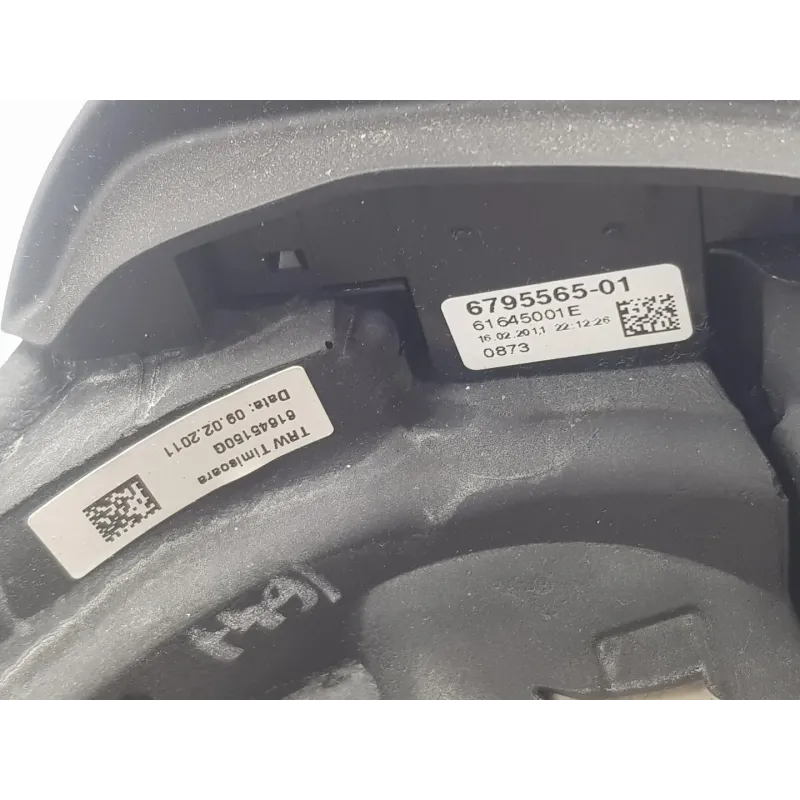 6795565-01
61645001E
16.02.2011 22:12:26
0873
TRW Timisoara
61645150G
Data: 09.02.2011